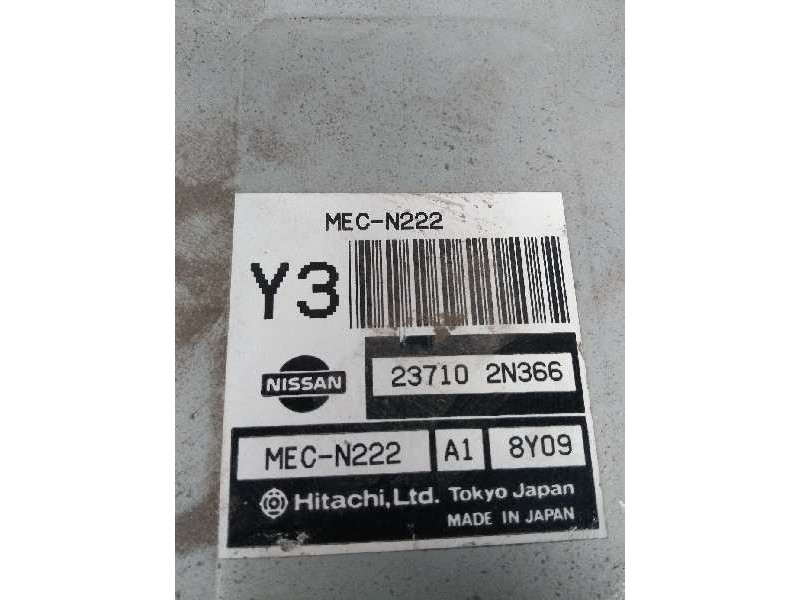 MEC-N222
Y3
NISSAN
23710 2N366
MEC-N222 A1 8Y09
Hitachi, Ltd. Tokyo Japan
MADE IN JAPAN